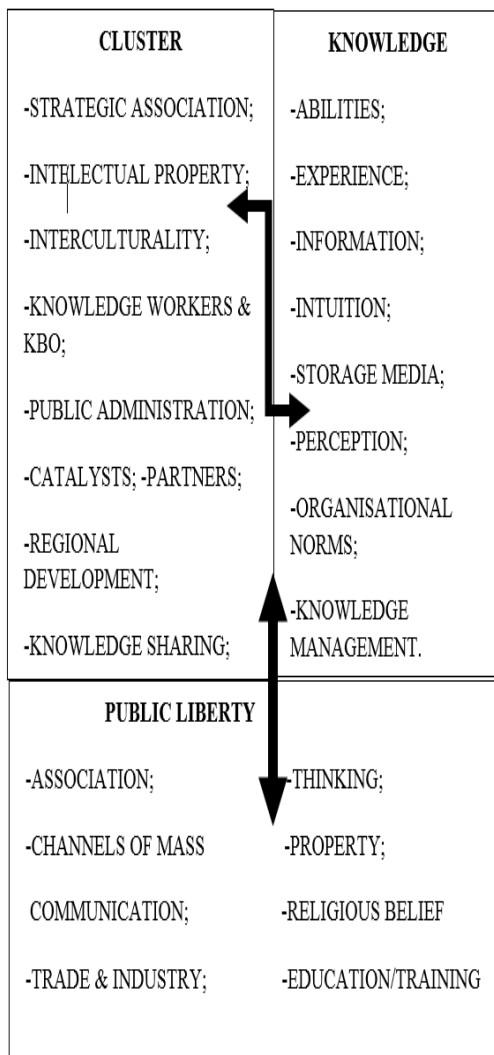 CLUSTER
-STRATEGIC ASSOCIATION;
-INTELECTUAL PROPERTY;
-INTERCULTURALITY;
-KNOWLEDGE WORKERS &
KBO;
-PUBLIC ADMINISTRATION;
-CATALYSTS; -PARTNERS;
-REGIONAL
DEVELOPMENT;
-KNOWLEDGE SHARING;
KNOWLEDGE
-ABILITIES;
-EXPERIENCE;
-INFORMATION;
-INTUITION;
-STORAGE MEDIA;
-PERCEPTION;
-ORGANISATIONAL
NORMS;
-KNOWLEDGE
MANAGEMENT.
PUBLIC LIBERTY
-ASSOCIATION;
-CHANNELS OF MASS
COMMUNICATION;
-TRADE & INDUSTRY;
-THINKING;
-PROPERTY;
-RELIGIOUS BELIEF
-EDUCATION/TRAINING